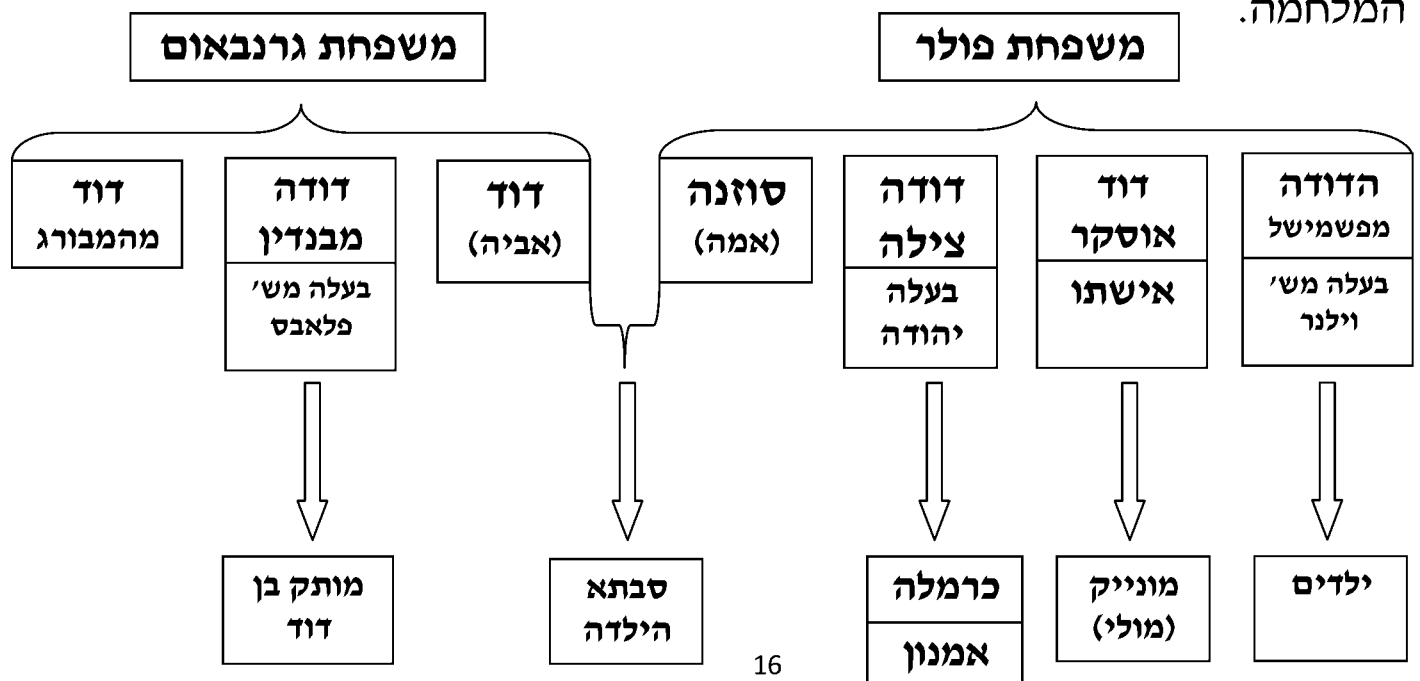 המלחמה.
משפחת פולר
משפחת גרנבאום
הדודה
מפשמישל
בעלה מש׳
וילנר
דוד
אוסקר
אישתו
דודה
צילה
בעלה
יהודה
סוזנה
(אמה)
דוד
(אביה)
דודה
מבנדין
בעלה מש׳
פלאבס
דוד
מהמבורג
ילדים
מונייק
(מולי)
כרמלה
אמנון
סבתא
הילדה
מותק בן
דוד
16